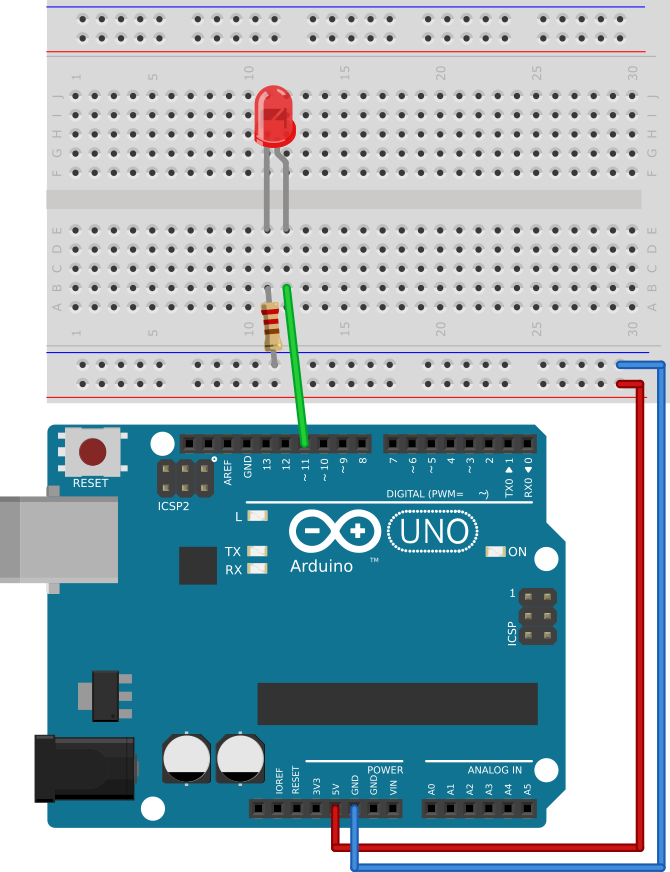 1 5 10 15 20 25 30
J J
I I
H H
G G
F F
E E
D D
C C
B B
A A
1 5 10 15 20 25 30
RESET
ICSP2
AREF
GND
13
12
~11
~10
~9
8
7
~6
~5
4
~3
2
TX0 ▶ 1
RX0 ◀ 0
DIGITAL (PWM= ~)
L
TX
RX
Arduino
TM
UNO
ON
1
ICSP
POWER
ANALOG IN
IOREF
RESET
3V3
5V
GND
GND
VIN
A0
A1
A2
A3
A4
A5